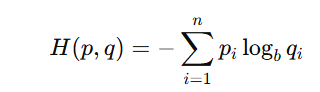 H(p, q) = −∑_{i=1}^{n} p_i log_b q_i